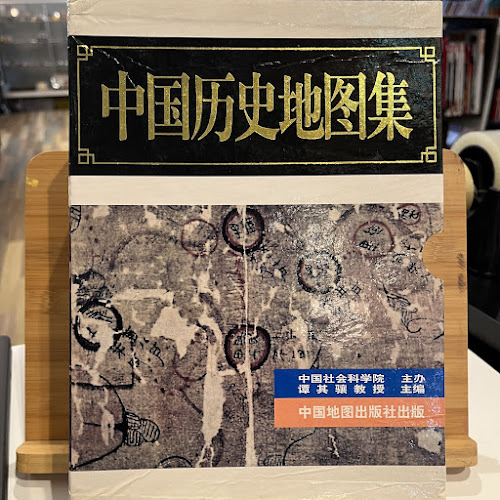 中国历史地图集
中国社会科学院 主办
谭其骧教授 主编
中国地图出版社出版